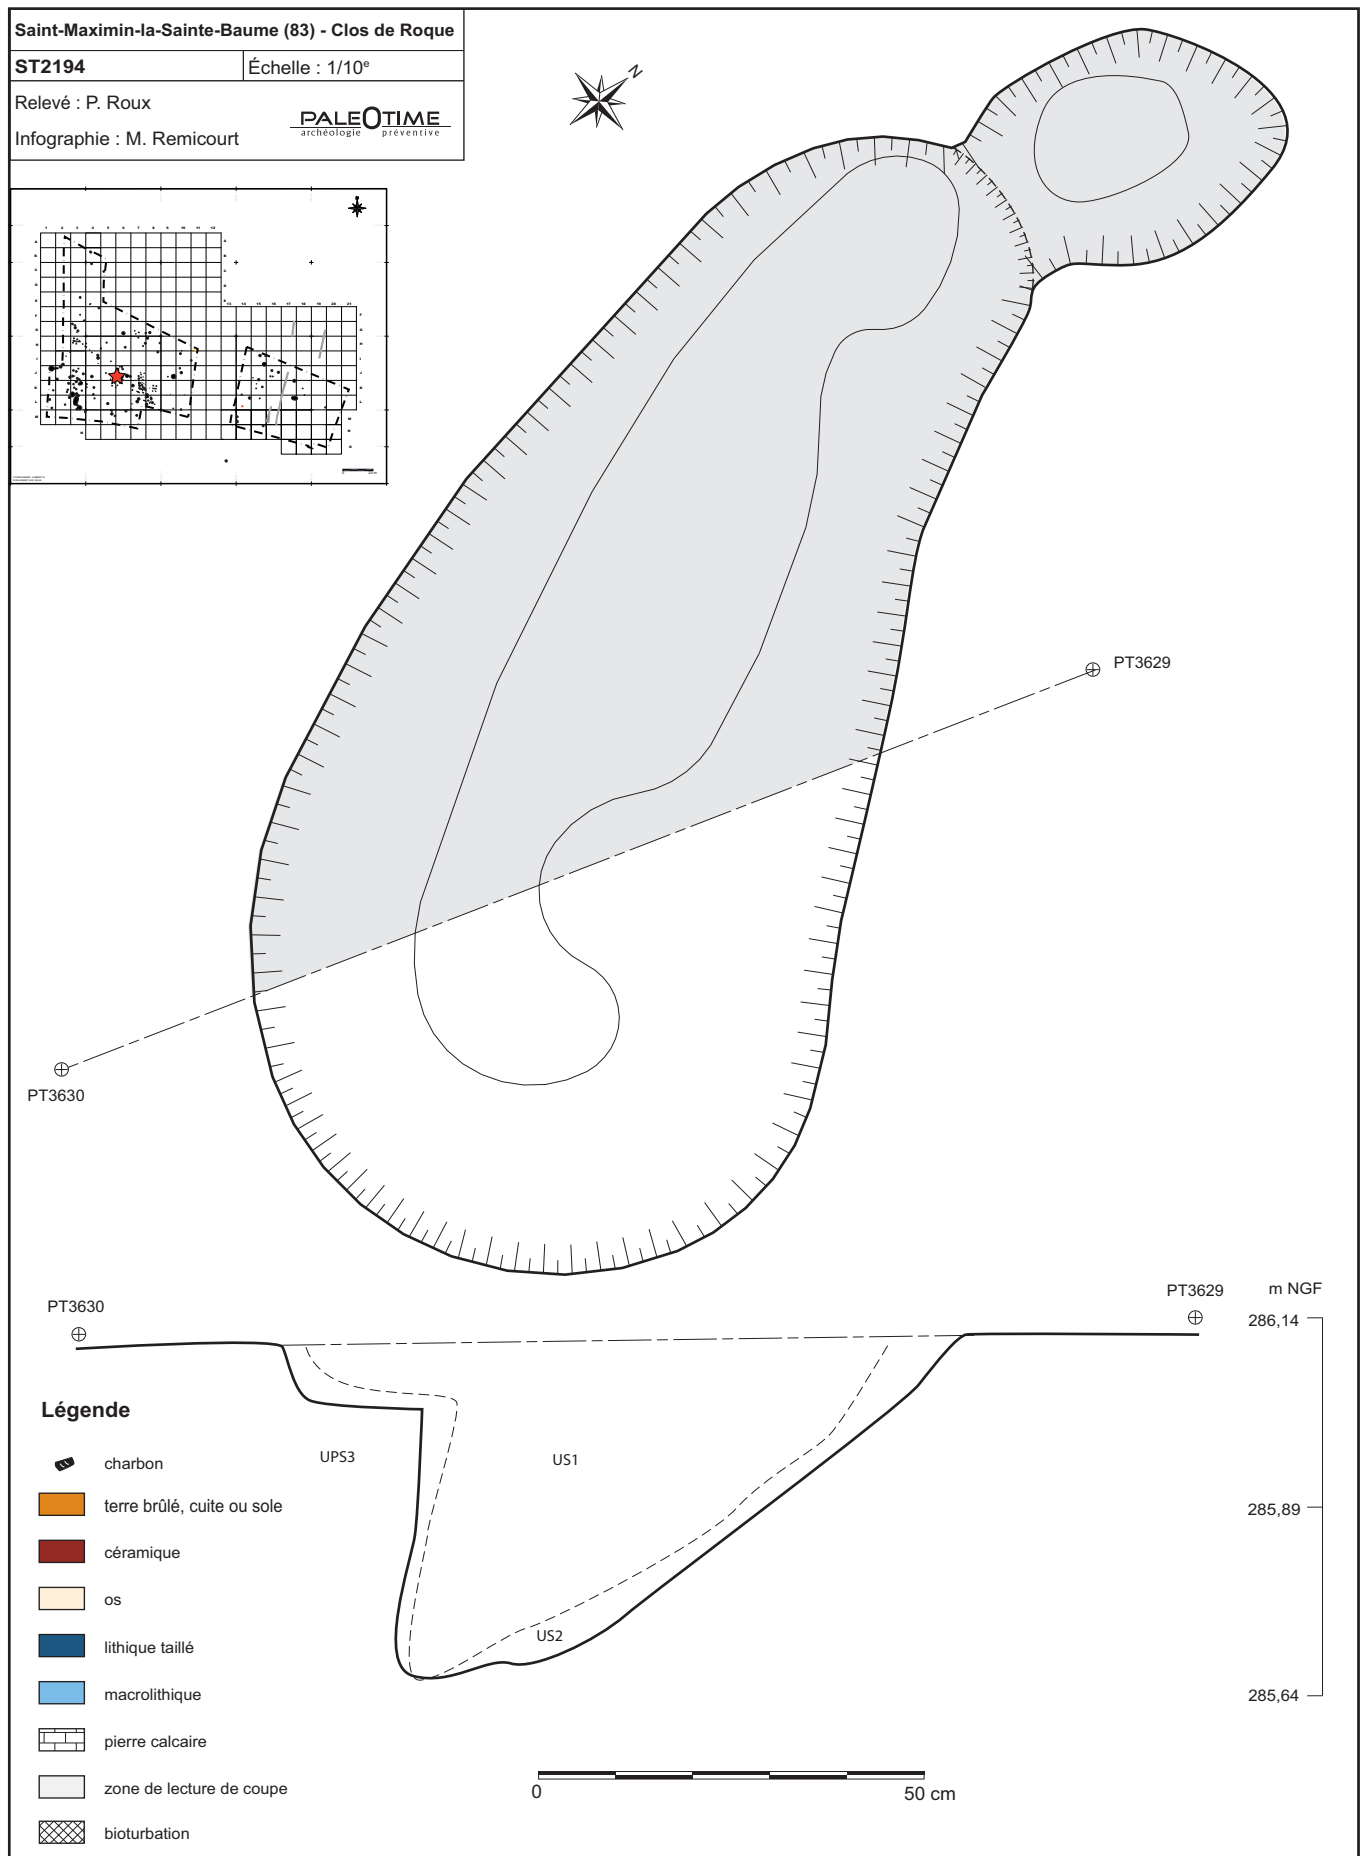 Saint-Maximin-la-Sainte-Baume (83) - Clos de Roque
ST2194
Échelle : 1/10e
Relevé : P. Roux
Infographie : M. Remicourt
PALEOTIME
archéologie préventive
N
PT3629
PT3630
PT3630
PT3629
m NGF
286,14
285,89
285,64
UPS3
US1
US2
Légende
charbon
terre brûlé, cuite ou sole
céramique
os
lithique taillé
macrolithique
pierre calcaire
zone de lecture de coupe
bioturbation
0
50 cm